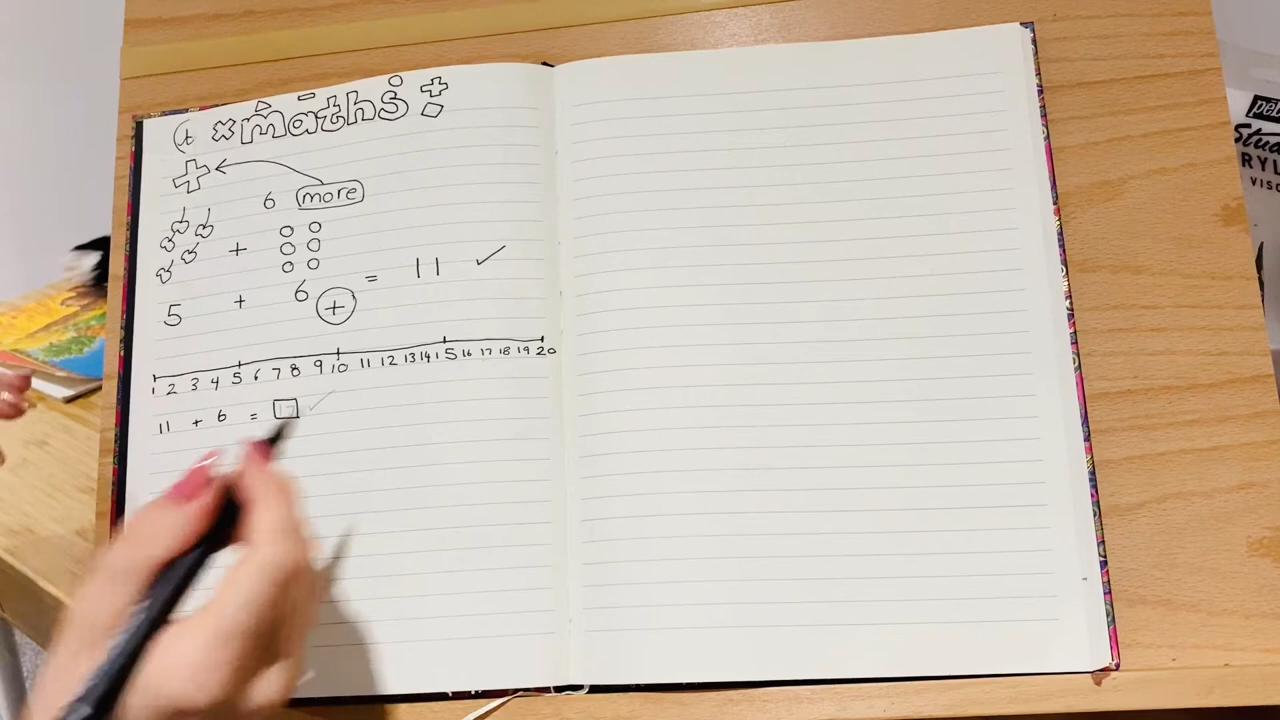 ×maths÷
+
6 more
+
5 + 6 = 11 ✓
+
1 2 3 4 5 6 7 8 9 10 11 12 13 14 15 16 17 18 19 20
11 + 6 = 17 ✓